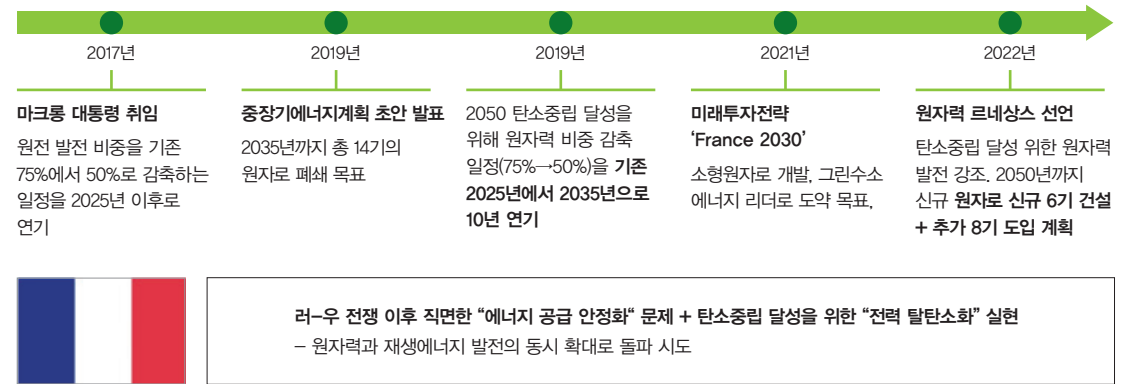 2017년
마크롱 대통령 취임
원전 발전 비중을 기존
75%에서 50%로 감축하는
일정을 2025년 이후로
연기
2019년
중장기에너지계획 초안 발표
2035년까지 총 14기의
원자로 폐쇄 목표
2019년
2050 탄소중립 달성을
위해 원자력 비중 감축
일정(75%→50%)을 기존
2025년에서 2035년으로
10년 연기
2021년
미래투자전략
‘France 2030’
소형원자로 개발, 그린수소
에너지 리더로 도약 목표,
2022년
원자력 르네상스 선언
탄소중립 달성 위한 원자력
발전 강조. 2050년까지
신규 원자로 신규 6기 건설
+ 추가 8기 도입 계획
러–우 전쟁 이후 직면한 “에너지 공급 안정화“ 문제 + 탄소중립 달성을 위한 “전력 탈탄소화” 실현
– 원자력과 재생에너지 발전의 동시 확대로 돌파 시도